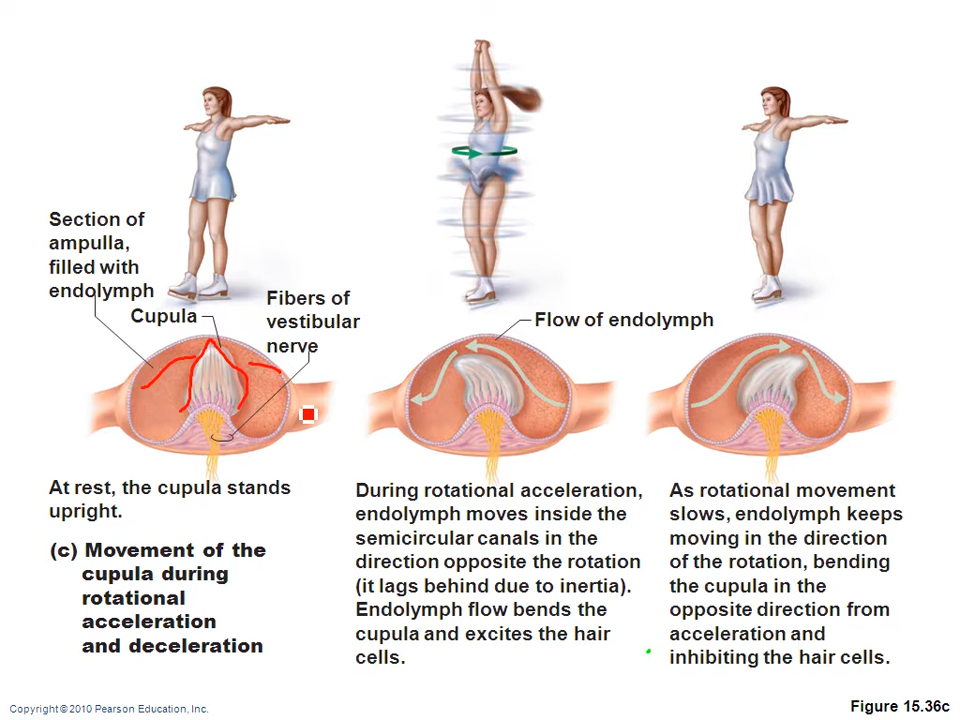 Section of
ampulla,
filled with
endolymph
Cupula
Fibers of
vestibular
nerve
Flow of endolymph
At rest, the cupula stands
upright.
(c) Movement of the
cupula during
rotational
acceleration
and deceleration
During rotational acceleration,
endolymph moves inside the
semicircular canals in the
direction opposite the rotation
(it lags behind due to inertia).
Endolymph flow bends the
cupula and excites the hair
cells.
As rotational movement
slows, endolymph keeps
moving in the direction
of the rotation, bending
the cupula in the
opposite direction from
acceleration and
inhibiting the hair cells.
Copyright © 2010 Pearson Education, Inc.
Figure 15.36c